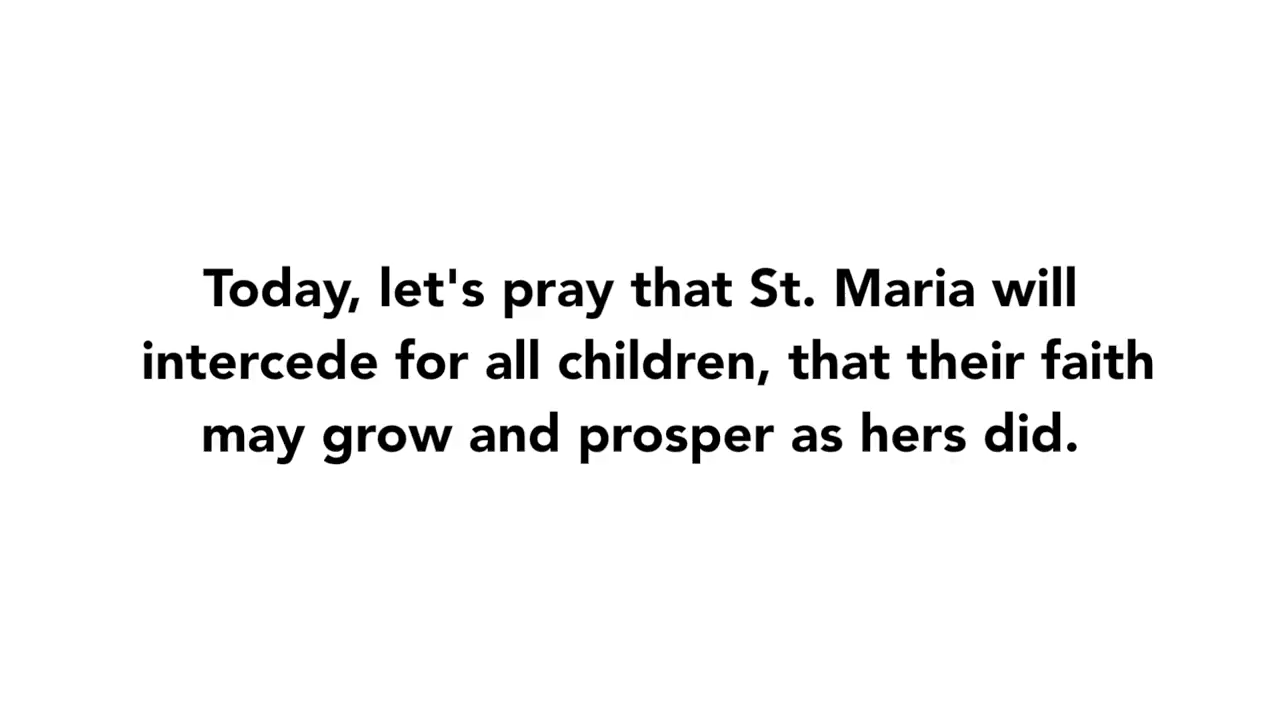 Today, let's pray that St. Maria will
intercede for all children, that their faith
may grow and prosper as hers did.